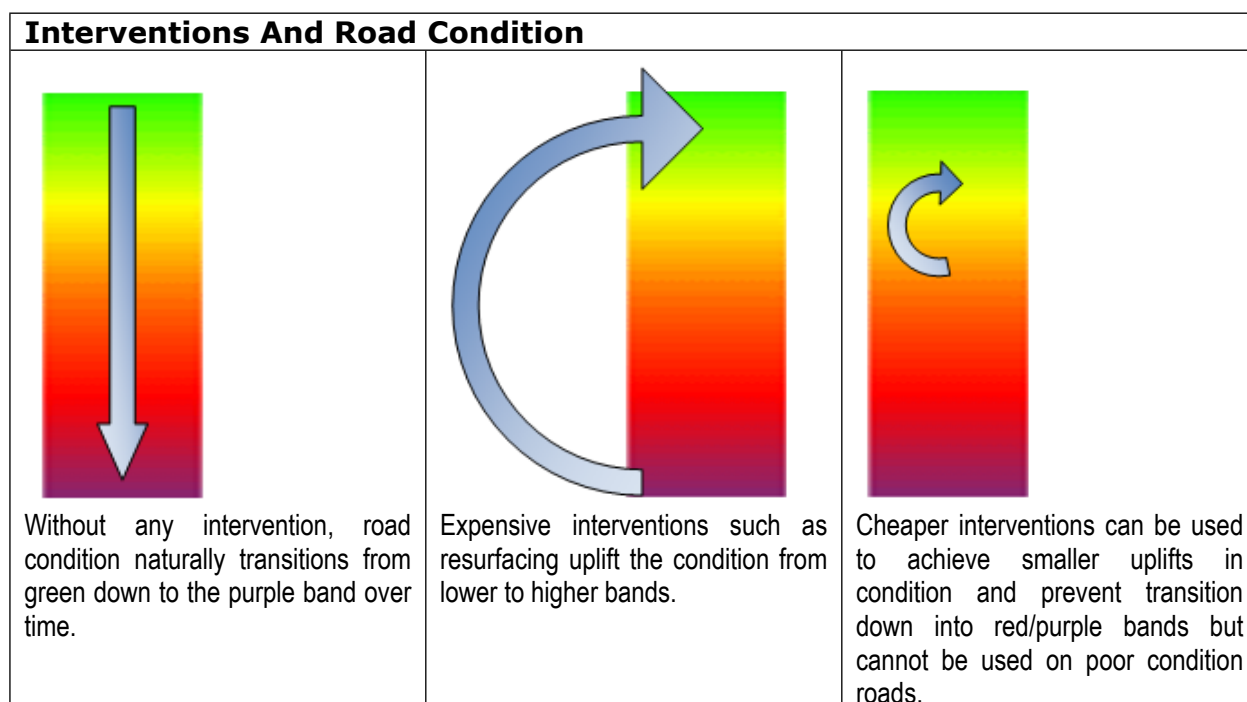 Interventions And Road Condition
Without any intervention, road
condition naturally transitions from
green down to the purple band over
time.
Expensive interventions such as
resurfacing uplift the condition from
lower to higher bands.
Cheaper interventions can be used
to achieve smaller uplifts in
condition and prevent transition
down into red/purple bands but
cannot be used on poor condition
roads.